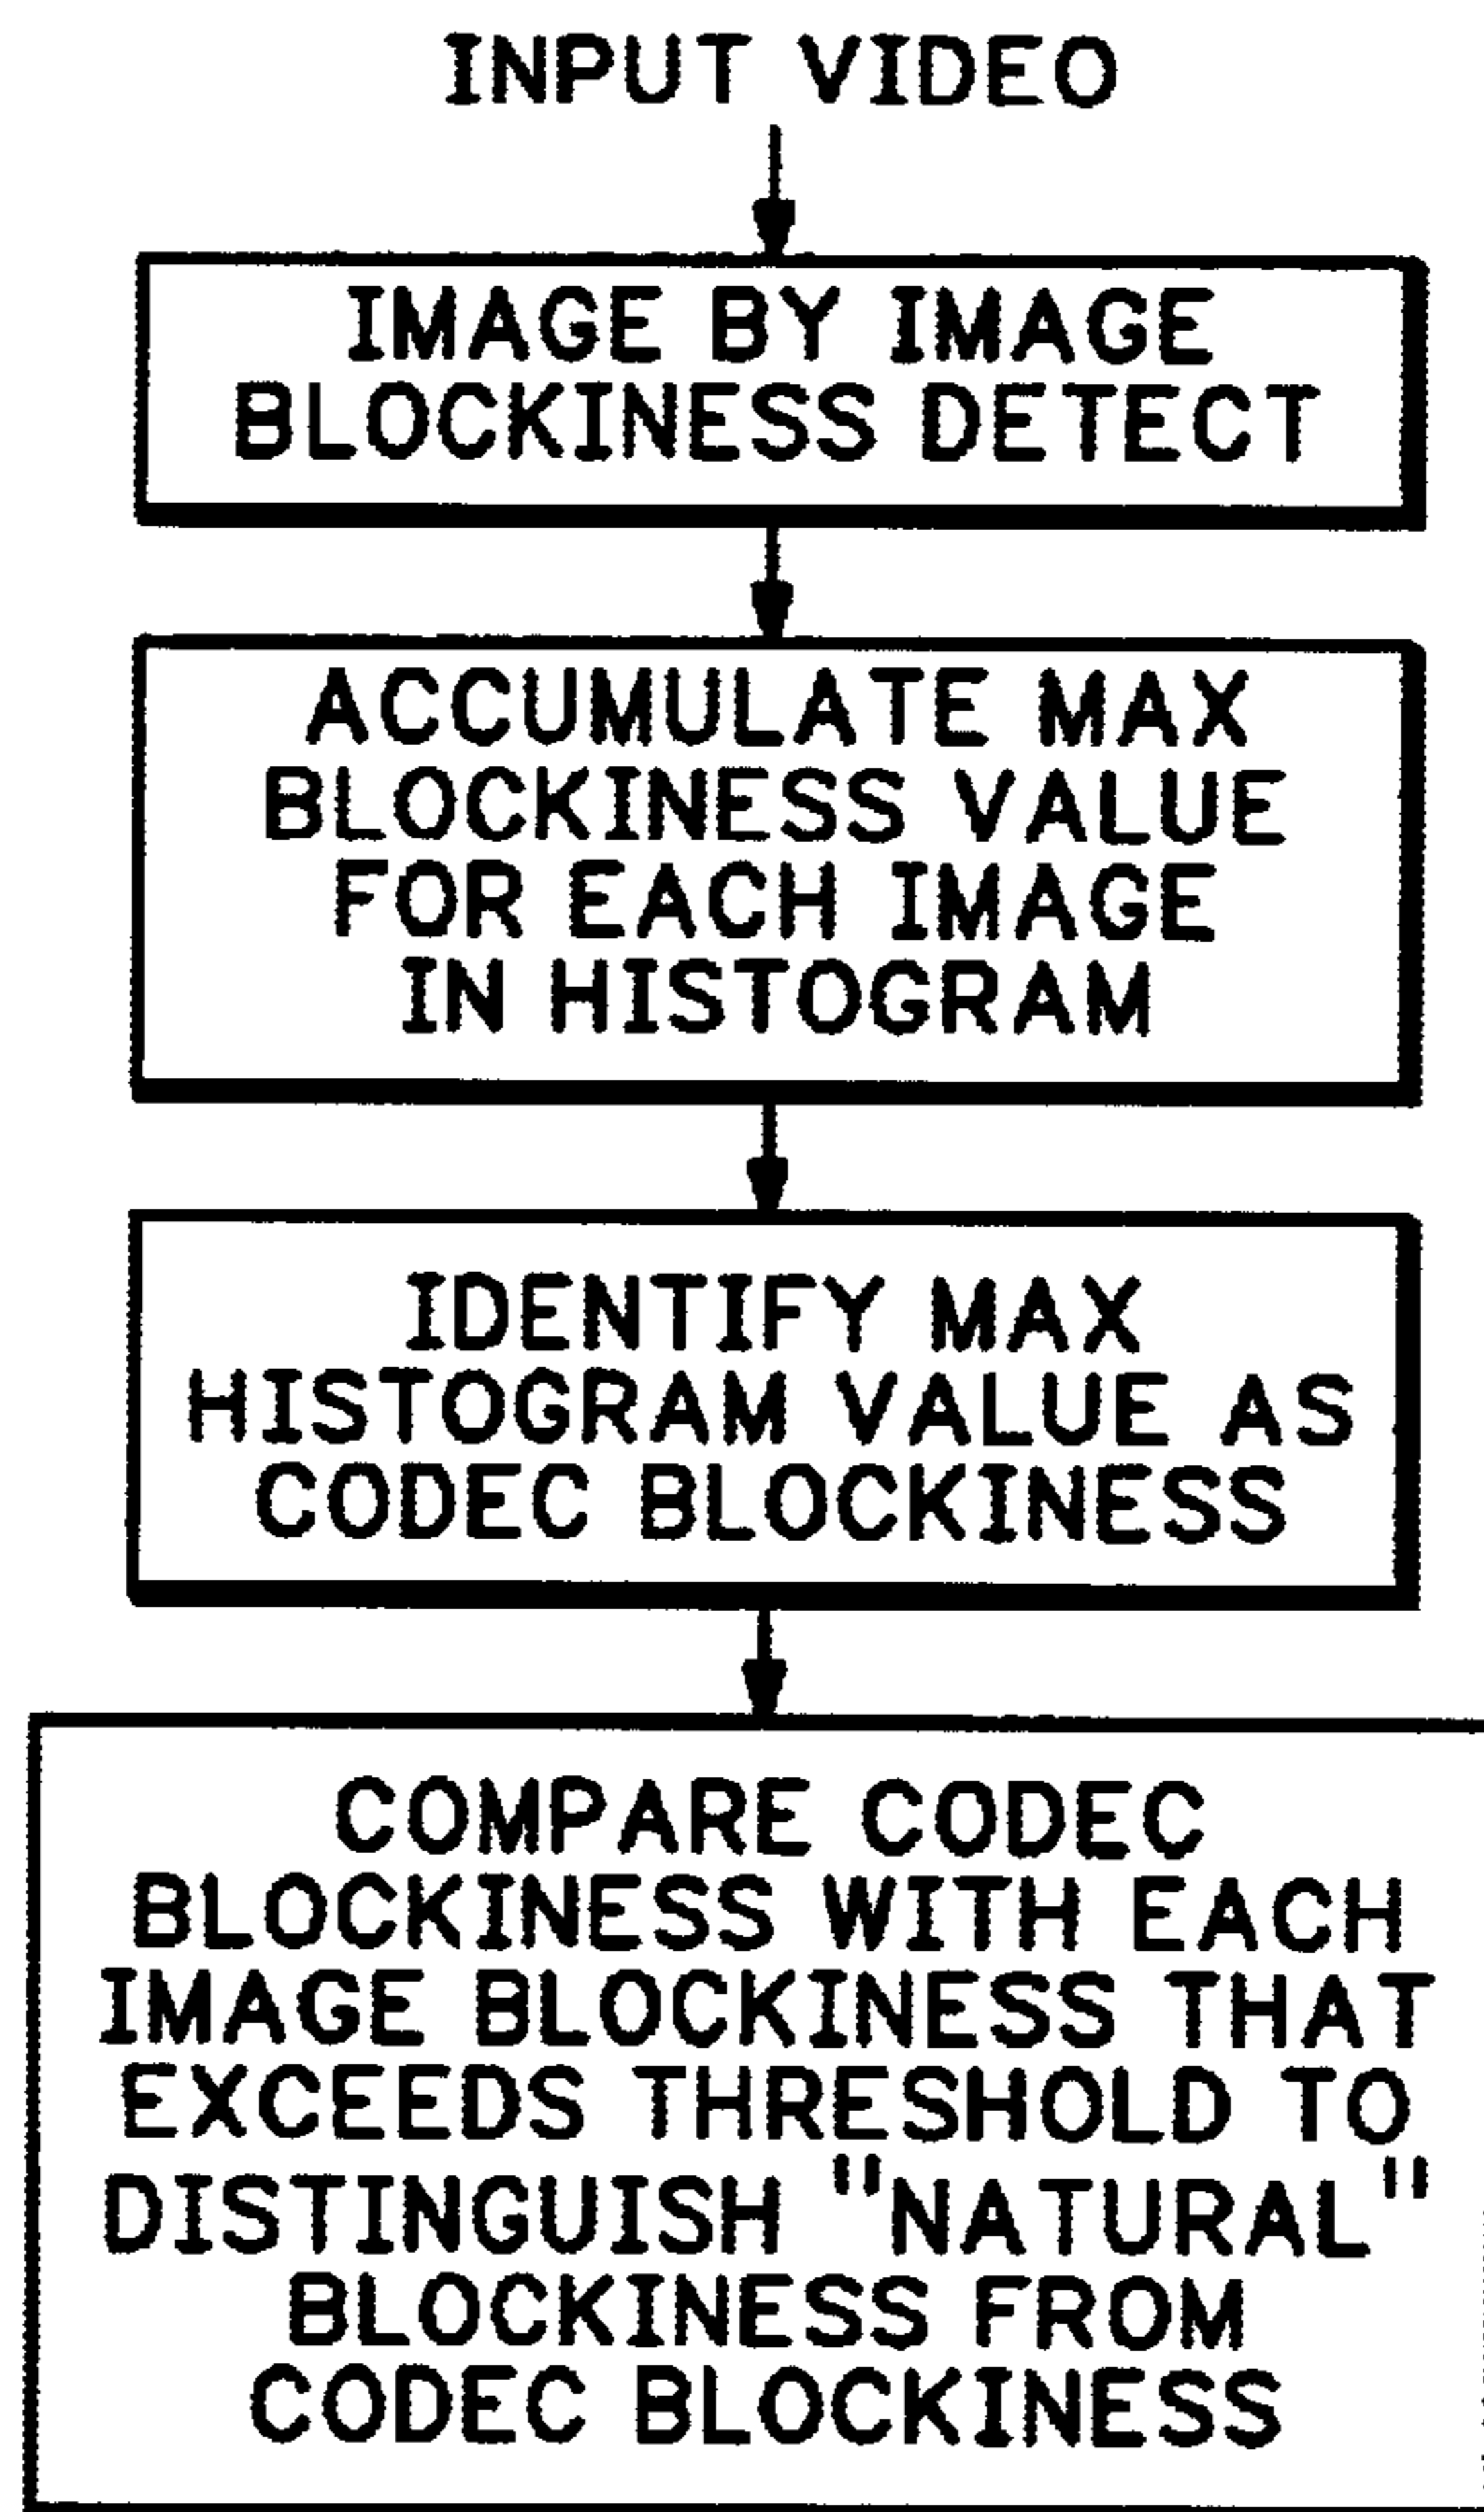 INPUT VIDEO
IMAGE BY IMAGE
BLOCKINESS DETECT
ACCUMULATE MAX
BLOCKINESS VALUE
FOR EACH IMAGE
IN HISTOGRAM
IDENTIFY MAX
HISTOGRAM VALUE AS
CODEC BLOCKINESS
COMPARE CODEC
BLOCKINESS WITH EACH
IMAGE BLOCKINESS THAT
EXCEEDS THRESHOLD TO
DISTINGUISH "NATURAL"
BLOCKINESS FROM
CODEC BLOCKINESS